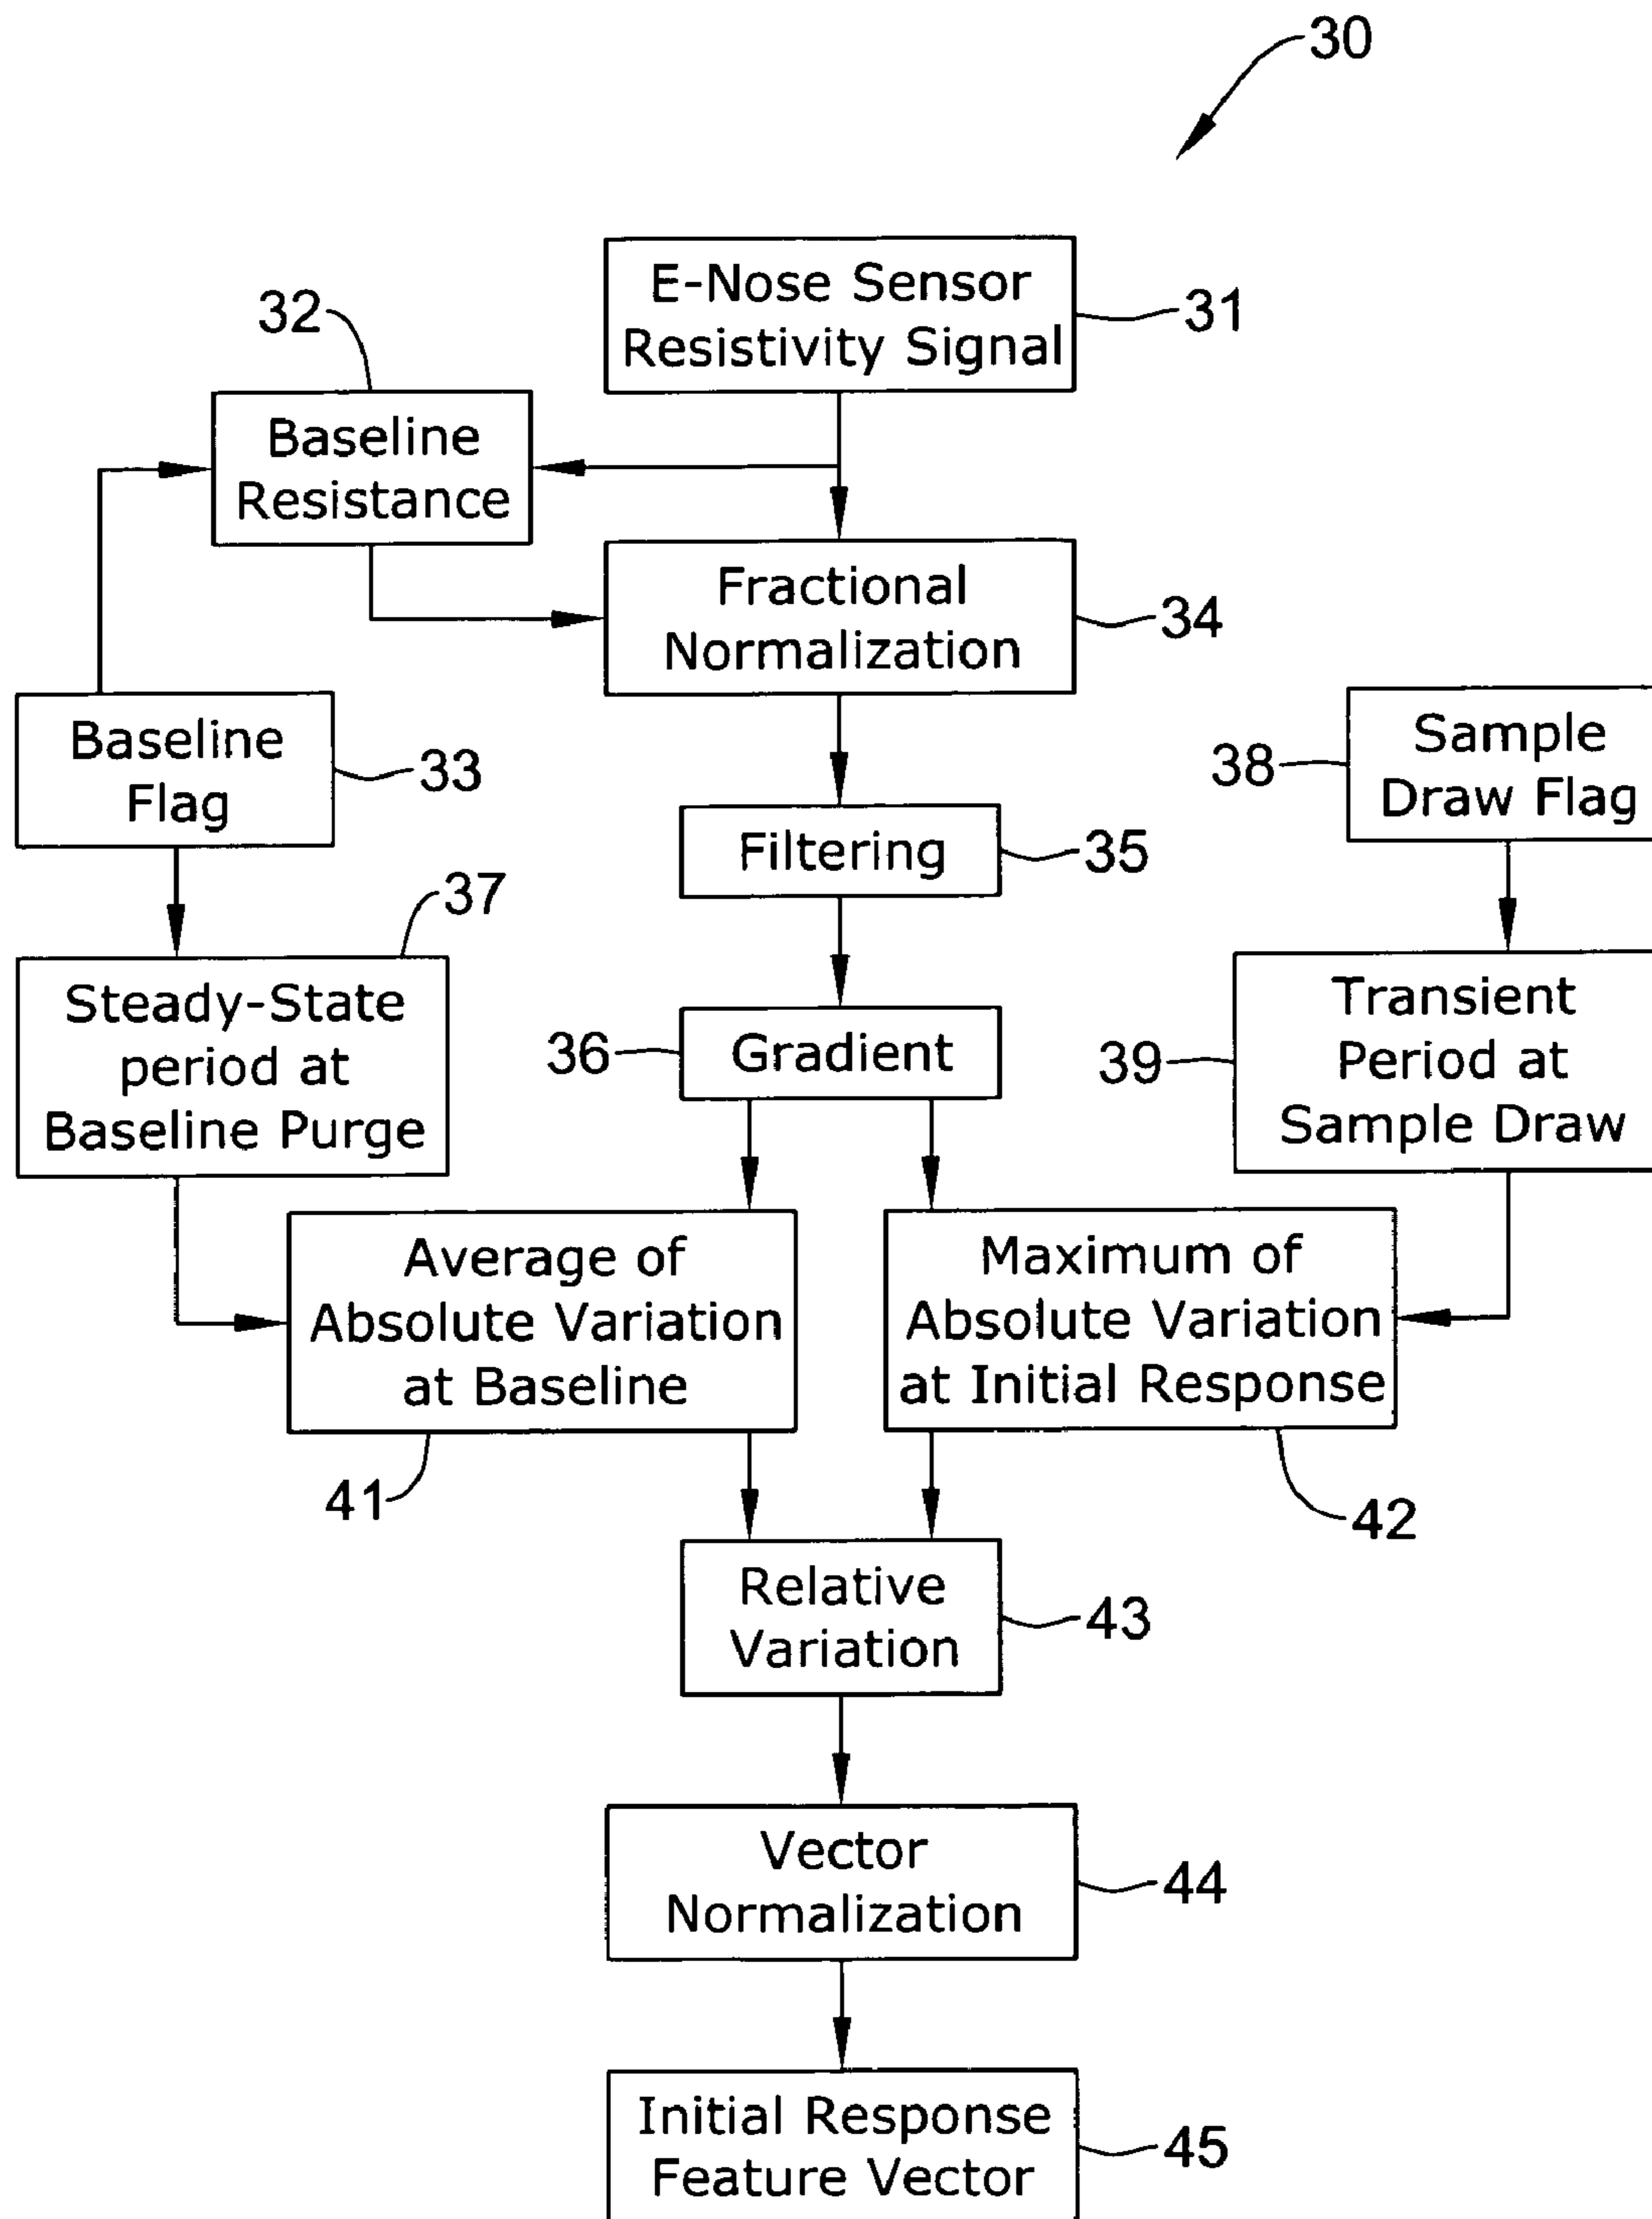 30
E-Nose Sensor
Resistivity Signal
31
32
Baseline
Resistance
Fractional
Normalization
34
Baseline
Flag
33
Sample
Draw Flag
38
Filtering
35
37
Steady-State
period at
Baseline Purge
36
Gradient
39
Transient
Period at
Sample Draw
Average of
Absolute Variation
at Baseline
41
Maximum of
Absolute Variation
at Initial Response
42
Relative
Variation
43
Vector
Normalization
44
Initial Response
Feature Vector
45